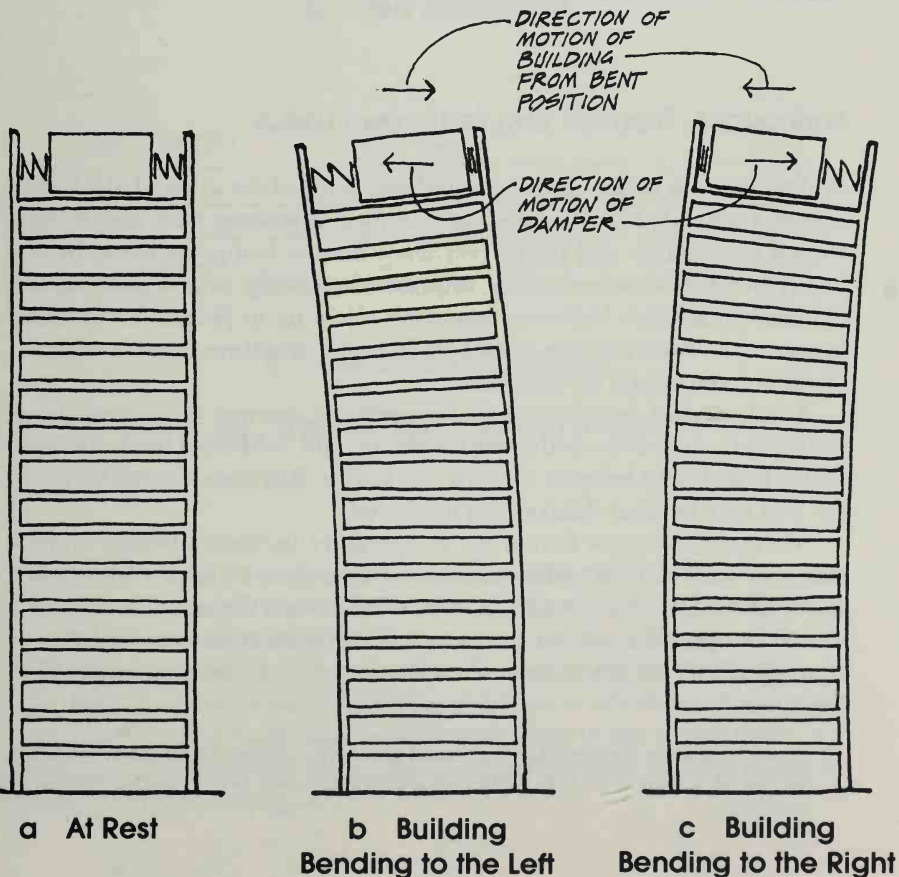 DIRECTION OF
MOTION OF
BUILDING
FROM BENT
POSITION
DIRECTION OF
MOTION OF
DAMPER
a At Rest
b Building
Bending to the Left
c Building
Bending to the Right